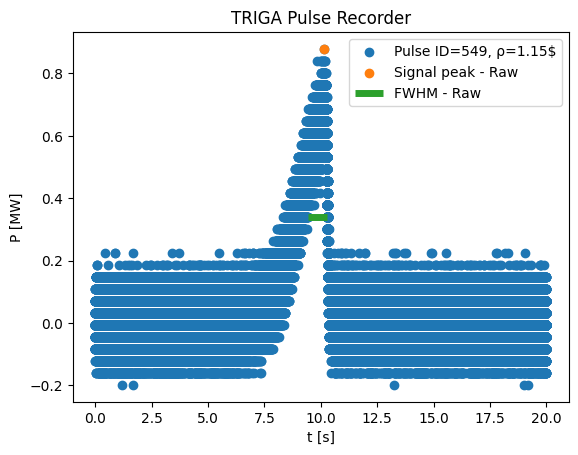 TRIGA Pulse Recorder
Pulse ID=549, ρ=1.15$
Signal peak - Raw
FWHM - Raw
P [MW]
0.8
0.6
0.4
0.2
0.0
−0.2
0.0 2.5 5.0 7.5 10.0 12.5 15.0 17.5 20.0
t [s]